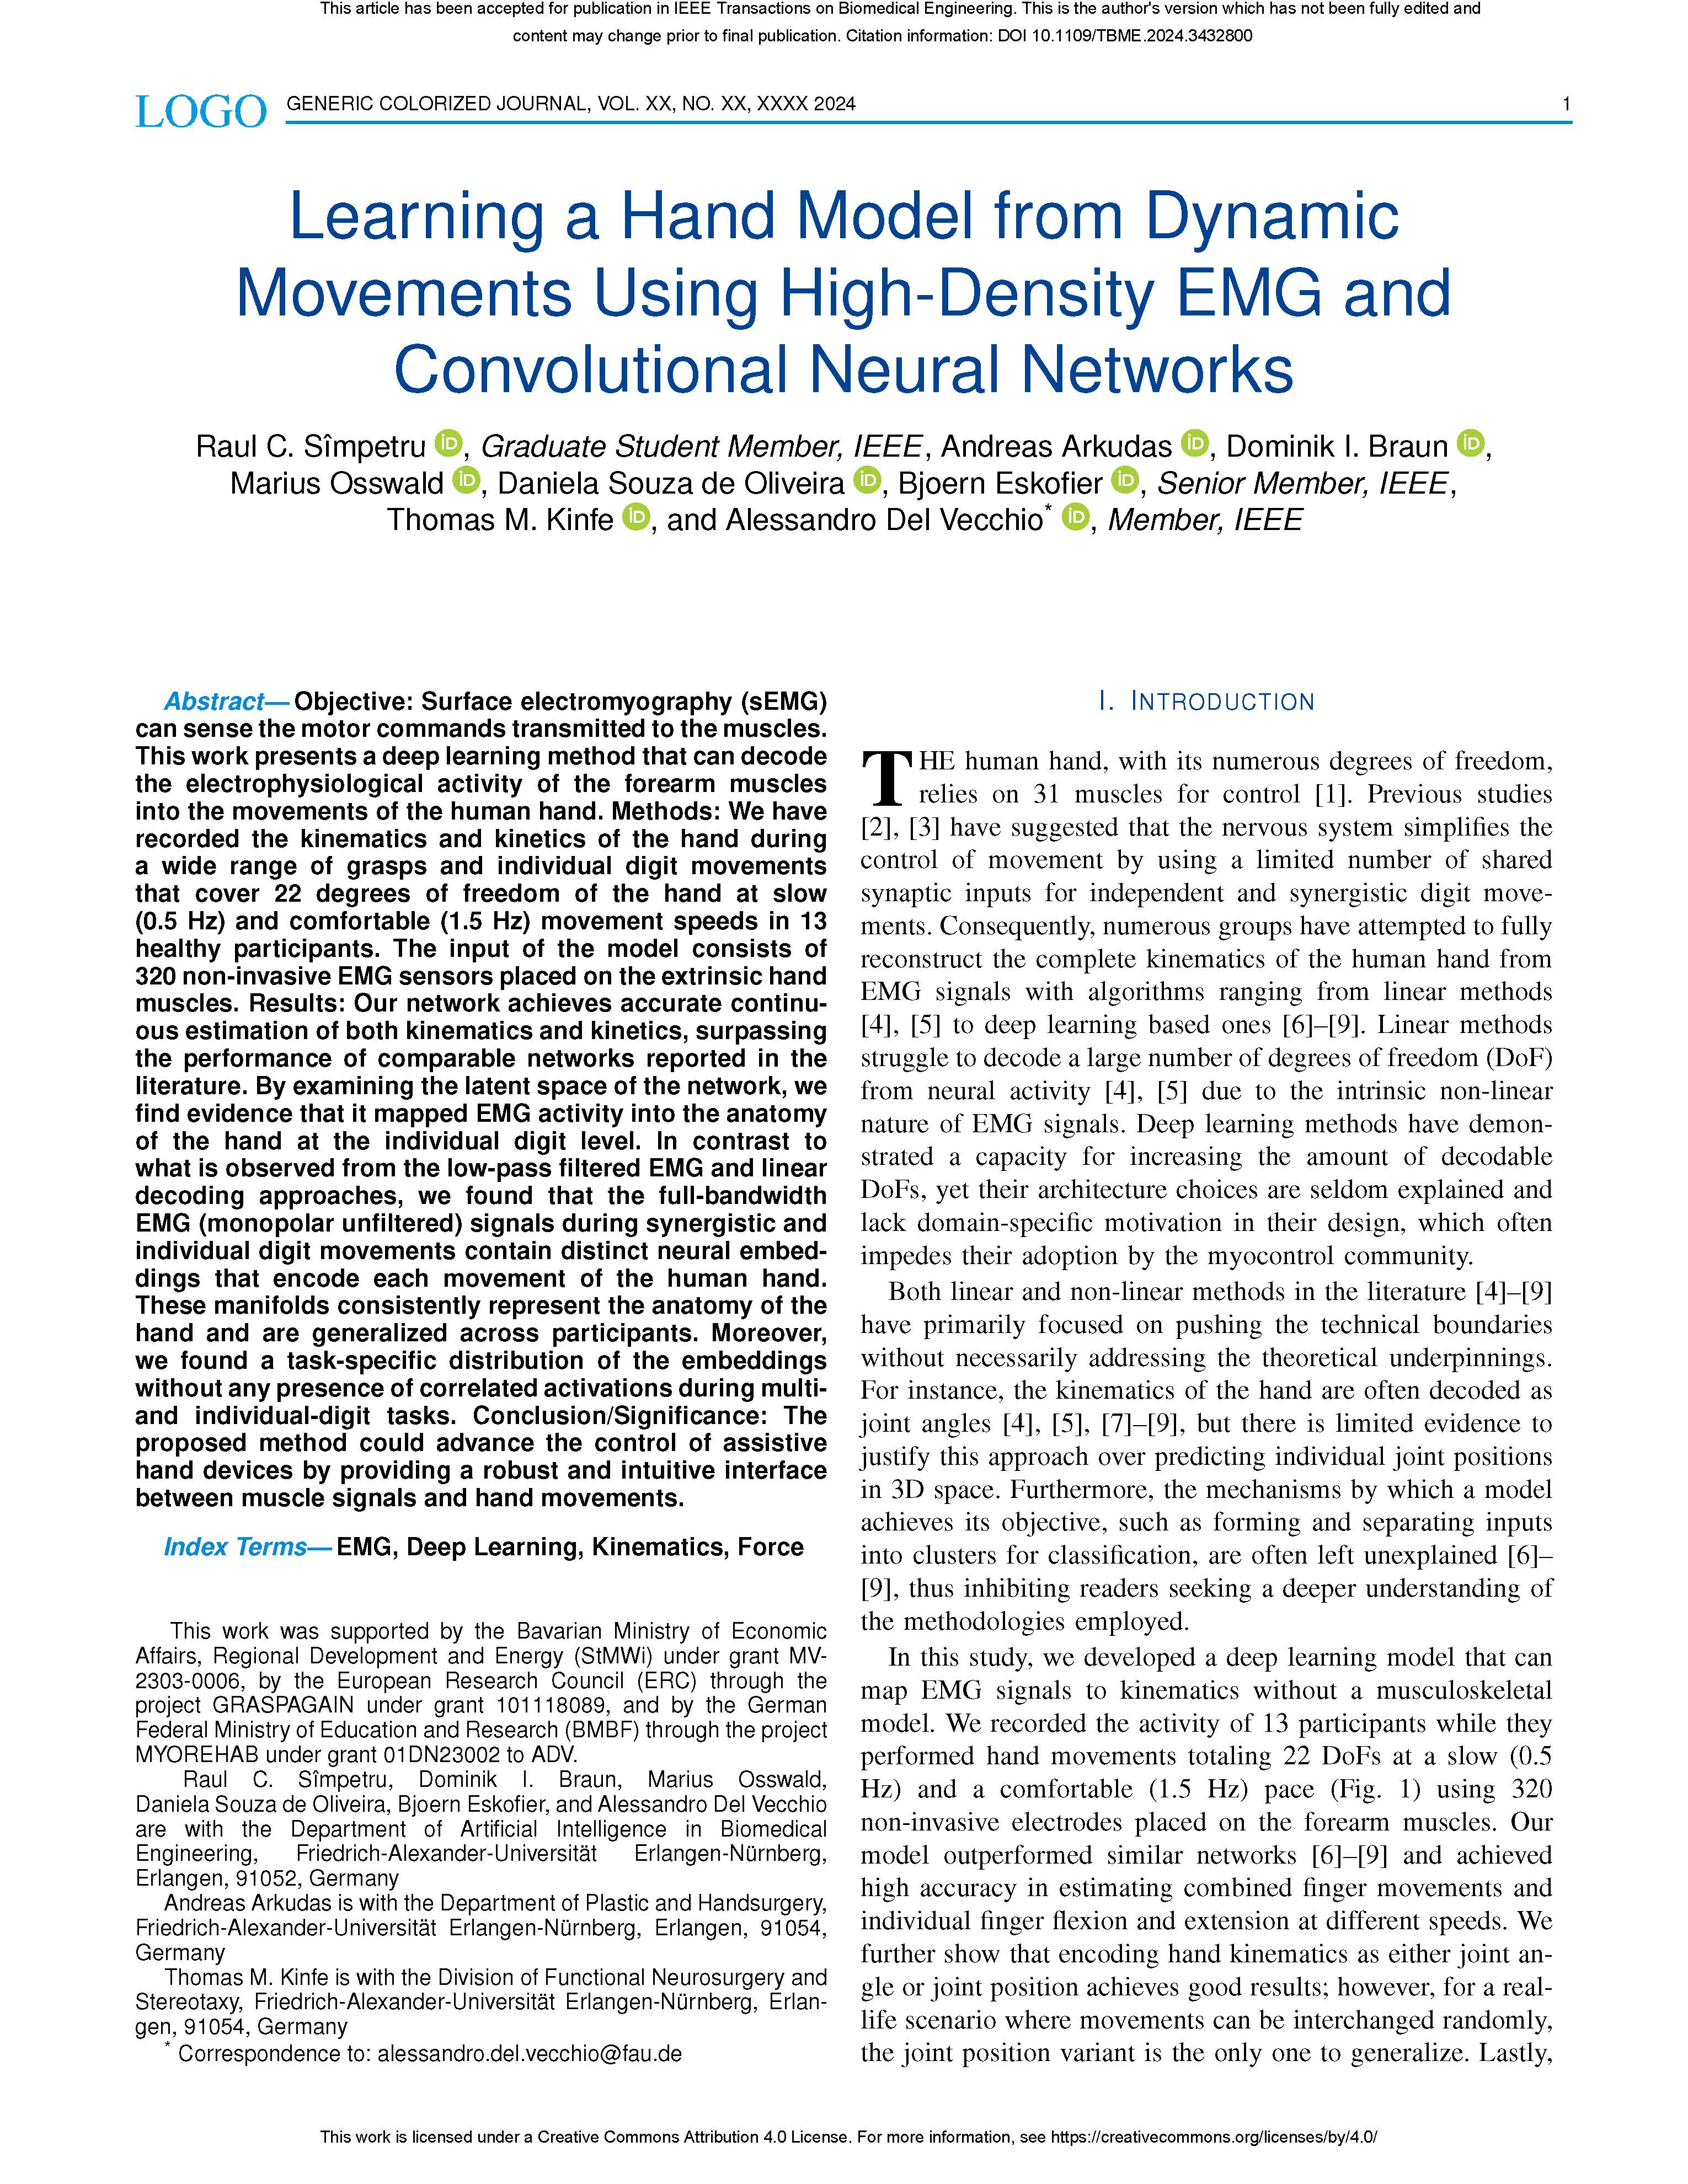 This article has been accepted for publication in IEEE Transactions on Biomedical Engineering. This is the author's version which has not been fully edited and
content may change prior to final publication. Citation information: DOI 10.1109/TBME.2024.3432800
LOGO
GENERIC COLORIZED JOURNAL, VOL. XX, NO. XX, XXXX 2024
1
Learning a Hand Model from Dynamic
Movements Using High-Density EMG and
Convolutional Neural Networks
Raul C. Sîmpetru iD, Graduate Student Member, IEEE, Andreas Arkudas iD, Dominik I. Braun iD,
Marius Osswald iD, Daniela Souza de Oliveira iD, Bjoern Eskofier iD, Senior Member, IEEE,
Thomas M. Kinfe iD, and Alessandro Del Vecchio* iD, Member, IEEE
Abstract—Objective: Surface electromyography (sEMG)
can sense the motor commands transmitted to the muscles.
This work presents a deep learning method that can decode
the electrophysiological activity of the forearm muscles
into the movements of the human hand. Methods: We have
recorded the kinematics and kinetics of the hand during
a wide range of grasps and individual digit movements
that cover 22 degrees of freedom of the hand at slow
(0.5 Hz) and comfortable (1.5 Hz) movement speeds in 13
healthy participants. The input of the model consists of
320 non-invasive EMG sensors placed on the extrinsic hand
muscles. Results: Our network achieves accurate continu-
ous estimation of both kinematics and kinetics, surpassing
the performance of comparable networks reported in the
literature. By examining the latent space of the network, we
find evidence that it mapped EMG activity into the anatomy
of the hand at the individual digit level. In contrast to
what is observed from the low-pass filtered EMG and linear
decoding approaches, we found that the full-bandwidth
EMG (monopolar unfiltered) signals during synergistic and
individual digit movements contain distinct neural embed-
dings that encode each movement of the human hand.
These manifolds consistently represent the anatomy of the
hand and are generalized across participants. Moreover,
we found a task-specific distribution of the embeddings
without any presence of correlated activations during multi-
and individual-digit tasks. Conclusion/Significance: The
proposed method could advance the control of assistive
hand devices by providing a robust and intuitive interface
between muscle signals and hand movements.
Index Terms—EMG, Deep Learning, Kinematics, Force
This work was supported by the Bavarian Ministry of Economic
Affairs, Regional Development and Energy (StMWi) under grant MV-
2303-0006, by the European Research Council (ERC) through the
project GRASPAGAIN under grant 101118089, and by the German
Federal Ministry of Education and Research (BMBF) through the project
MYOREHAB under grant 01DN23002 to ADV.
Raul C. Sîmpetru, Dominik I. Braun, Marius Osswald,
Daniela Souza de Oliveira, Bjoern Eskofier, and Alessandro Del Vecchio
are with the Department of Artificial Intelligence in Biomedical
Engineering, Friedrich-Alexander-Universität Erlangen-Nürnberg,
Erlangen, 91052, Germany
Andreas Arkudas is with the Department of Plastic and Handsurgery,
Friedrich-Alexander-Universität Erlangen-Nürnberg, Erlangen, 91054,
Germany
Thomas M. Kinfe is with the Division of Functional Neurosurgery and
Stereotaxy, Friedrich-Alexander-Universität Erlangen-Nürnberg, Erlan-
gen, 91054, Germany
* Correspondence to: alessandro.del.vecchio@fau.de
I. INTRODUCTION
THE human hand, with its numerous degrees of freedom,
relies on 31 muscles for control [1]. Previous studies
[2], [3] have suggested that the nervous system simplifies the
control of movement by using a limited number of shared
synaptic inputs for independent and synergistic digit move-
ments. Consequently, numerous groups have attempted to fully
reconstruct the complete kinematics of the human hand from
EMG signals with algorithms ranging from linear methods
[4], [5] to deep learning based ones [6]–[9]. Linear methods
struggle to decode a large number of degrees of freedom (DoF)
from neural activity [4], [5] due to the intrinsic non-linear
nature of EMG signals. Deep learning methods have demon-
strated a capacity for increasing the amount of decodable
DoFs, yet their architecture choices are seldom explained and
lack domain-specific motivation in their design, which often
impedes their adoption by the myocontrol community.
Both linear and non-linear methods in the literature [4]–[9]
have primarily focused on pushing the technical boundaries
without necessarily addressing the theoretical underpinnings.
For instance, the kinematics of the hand are often decoded as
joint angles [4], [5], [7]–[9], but there is limited evidence to
justify this approach over predicting individual joint positions
in 3D space. Furthermore, the mechanisms by which a model
achieves its objective, such as forming and separating inputs
into clusters for classification, are often left unexplained [6]–
[9], thus inhibiting readers seeking a deeper understanding of
the methodologies employed.
In this study, we developed a deep learning model that can
map EMG signals to kinematics without a musculoskeletal
model. We recorded the activity of 13 participants while they
performed hand movements totaling 22 DoFs at a slow (0.5
Hz) and a comfortable (1.5 Hz) pace (Fig. 1) using 320
non-invasive electrodes placed on the forearm muscles. Our
model outperformed similar networks [6]–[9] and achieved
high accuracy in estimating combined finger movements and
individual finger flexion and extension at different speeds. We
further show that encoding hand kinematics as either joint an-
gle or joint position achieves good results; however, for a real-
life scenario where movements can be interchanged randomly,
the joint position variant is the only one to generalize. Lastly,
This work is licensed under a Creative Commons Attribution 4.0 License. For more information, see https://creativecommons.org/licenses/by/4.0/